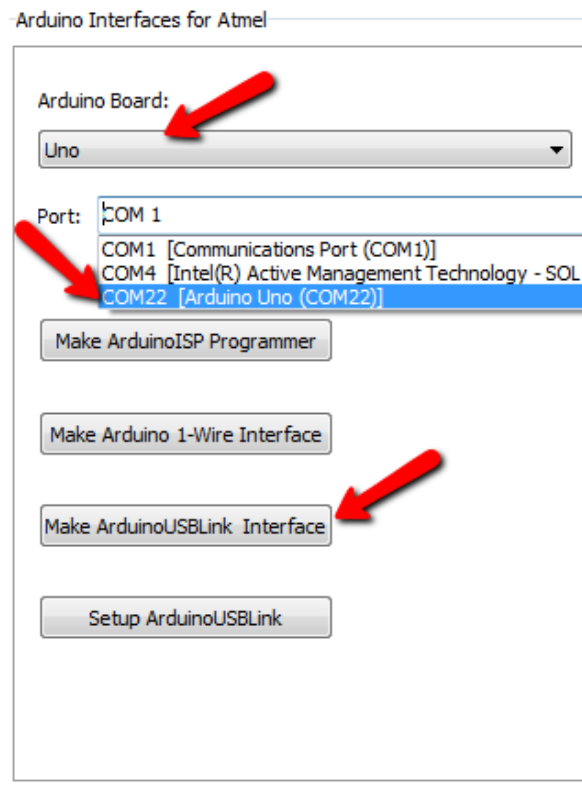 Arduino Interfaces for Atmel
Arduino Board:
Uno
Port: COM 1
COM1 [Communications Port (COM1)]
COM4 [Intel(R) Active Management Technology - SOL
COM22 [Arduino Uno (COM22)]
Make ArduinoISP Programmer
Make Arduino 1-Wire Interface
Make ArduinoUSBLink Interface
Setup ArduinoUSBLink